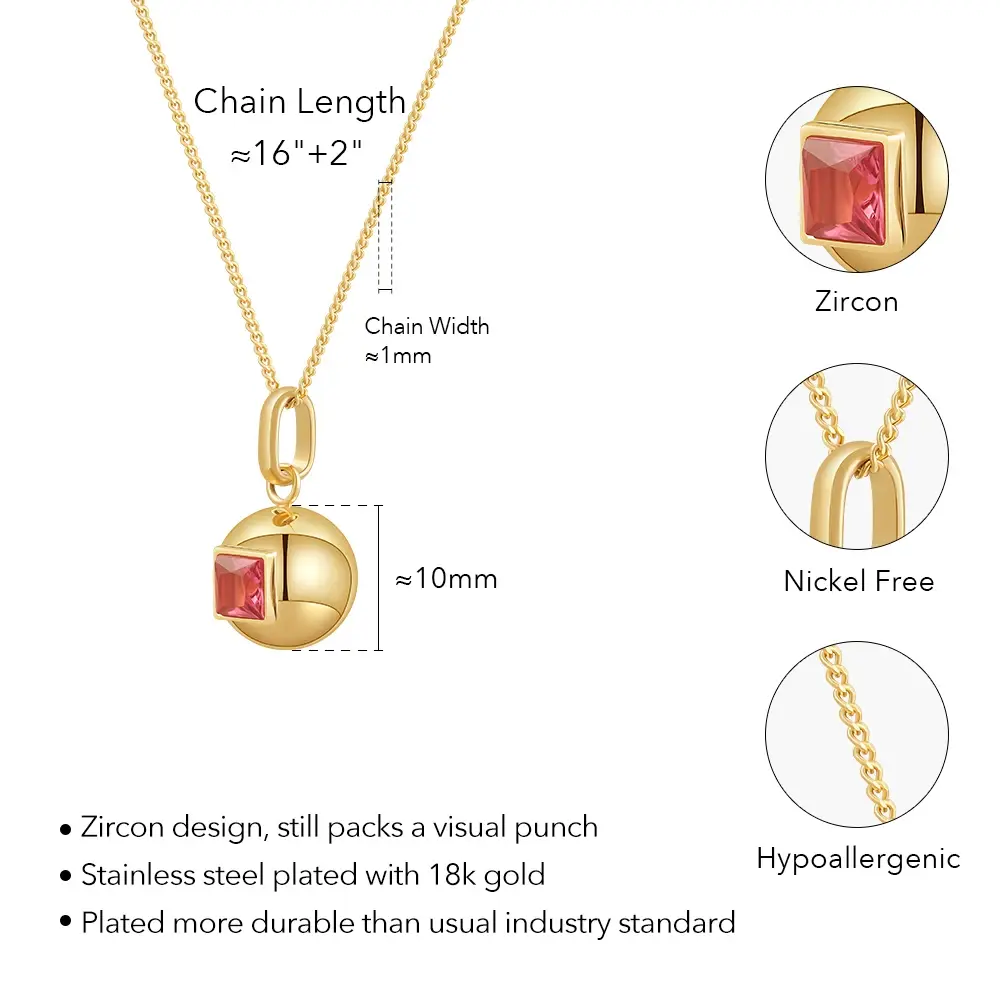 Chain Length
≈16"+2"
Chain Width
≈1mm
≈10mm
Zircon
Nickel Free
Hypoallergenic
• Zircon design, still packs a visual punch
• Stainless steel plated with 18k gold
• Plated more durable than usual industry standard